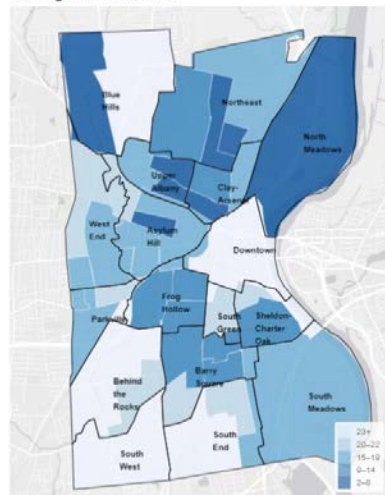 Blue
Hills
Northeast
North
Meadows
Upper
Albany
Clay-
Arsenal
West
End
Asylum
Hill
Downtown
Frog
Hollow
Parkville
South
Green
Sheldon-
Charter
Oak
Behind
the
Rocks
Barry
Square
South
Meadows
South
West
South
End
23+
20–22
15–19
9–14
2–8